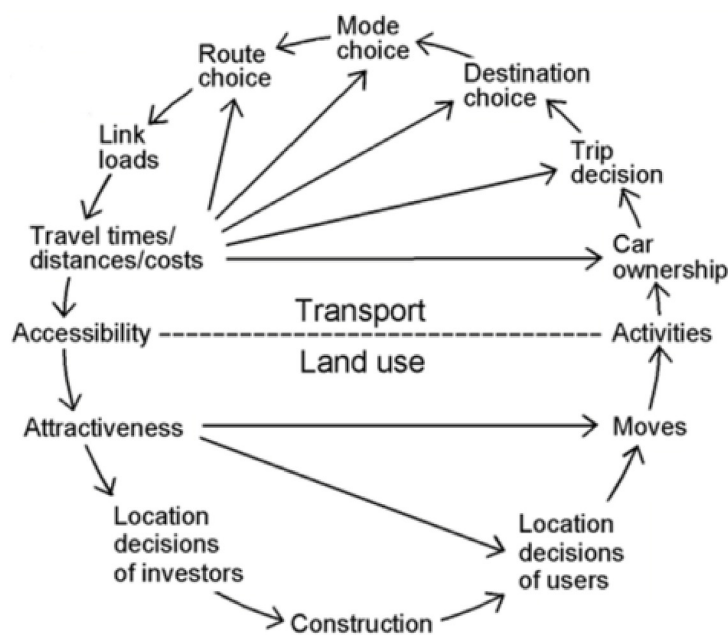 Mode
choice
Route
choice
Destination
choice
Link
loads
Trip
decision
Travel times/
distances/costs
Car
ownership
Transport
Accessibility
Activities
Land use
Attractiveness
Moves
Location
decisions
of investors
Location
decisions
of users
Construction